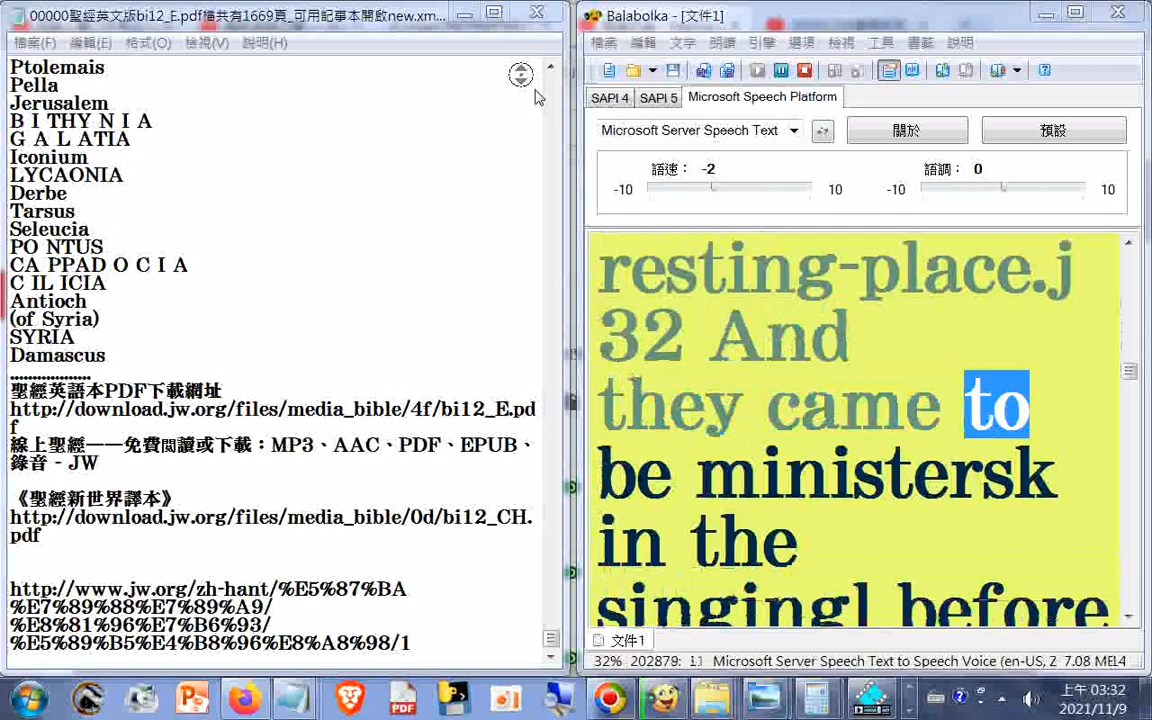 00000聖經英文版bi12_E.pdf檔共有1669頁_可用記事本開啟new.xm...
檔案(F) 編輯(E) 格式(O) 檢視(V) 說明(H)
Ptolemais
Pella
Jerusalem
B I THY N I A
G A L ATIA
Iconium
LYCAONIA
Derbe
Tarsus
Seleucia
PO NTUS
CA PPAD O C I A
C IL ICIA
Antioch
(of Syria)
SYRIA
Damascus
..................
聖經英語本PDF下載網址
http://download.jw.org/files/media_bible/4f/bi12_E.pd
f
線上聖經——免費閱讀或下載：MP3、AAC、PDF、EPUB、
錄音 - JW
《聖經新世界譯本》
http://download.jw.org/files/media_bible/0d/bi12_CH.
pdf
http://www.jw.org/zh-hant/%E5%87%BA
%E7%89%88%E7%89%A9/
%E8%81%96%E7%B6%93/
%E5%89%B5%E4%B8%96%E8%A8%98/1
Balabolka - [文件1]
檔案 編輯 文字 朗讀 引擎 選項 檢視 工具 書籤 說明
SAPI 4 SAPI 5 Microsoft Speech Platform
Microsoft Server Speech Text 關於 預設
語速： -2 語調： 0
-10 10 -10 10
resting-place.j
32 And
they came to
be ministersk
in the
singingl before
文件1
32% 202879: 11 Microsoft Server Speech Text to Speech Voice (en-US, Z 7.08 ME
上午 03:32
2021/11/9